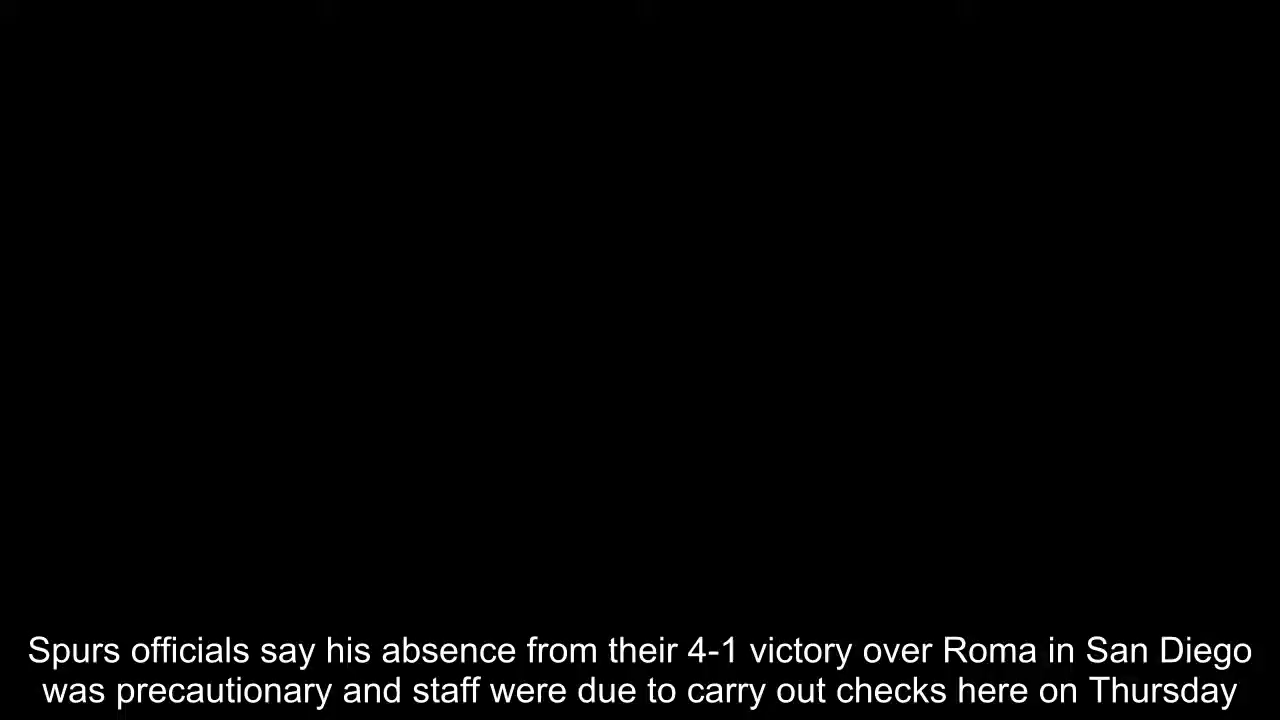 Spurs officials say his absence from their 4-1 victory over Roma in San Diego
was precautionary and staff were due to carry out checks here on Thursday